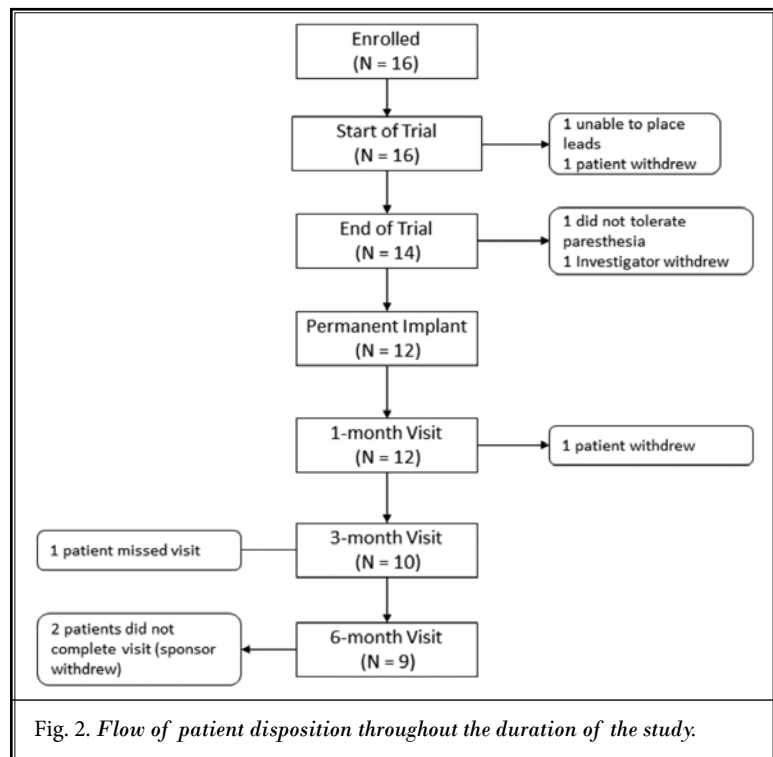 Enrolled
(N = 16)
Start of Trial
(N = 16)
1 unable to place
leads
1 patient withdrew
End of Trial
(N = 14)
1 did not tolerate
paresthesia
1 Investigator withdrew
Permanent Implant
(N = 12)
1-month Visit
(N = 12)
1 patient withdrew
1 patient missed visit
3-month Visit
(N = 10)
2 patients did not
complete visit (sponsor
withdrew)
6-month Visit
(N = 9)
Fig. 2. Flow of patient disposition throughout the duration of the study.